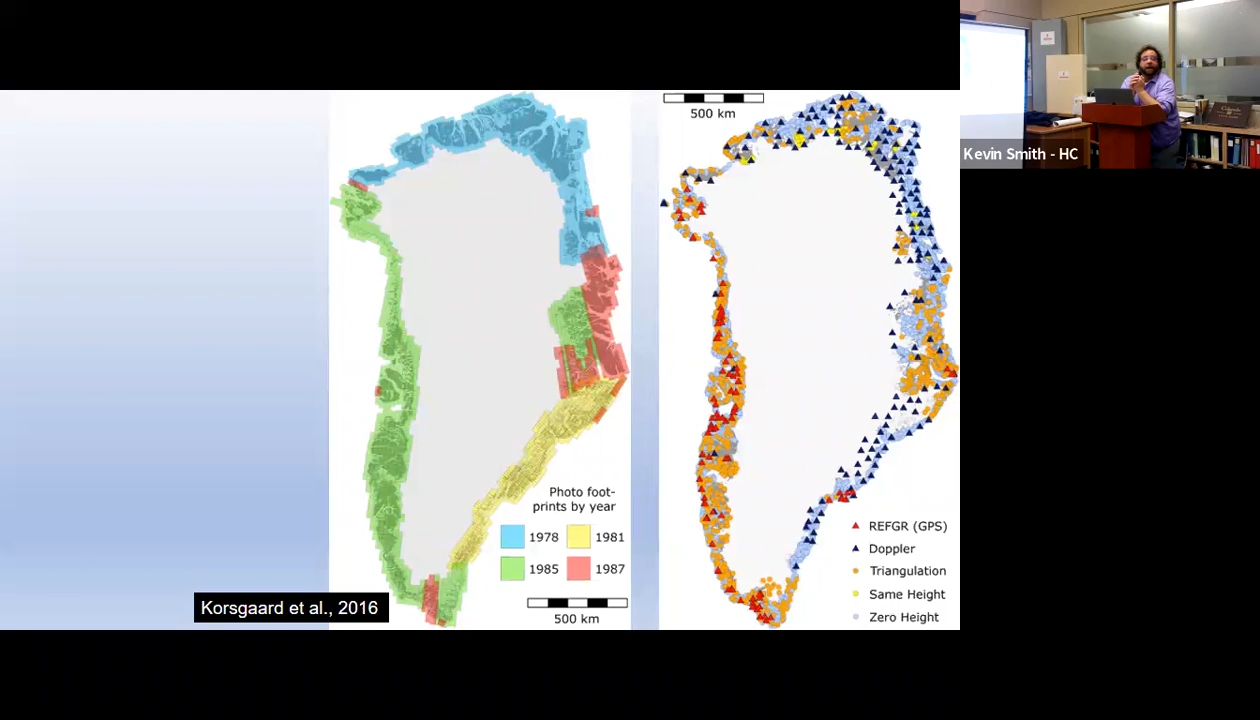 Photo foot-
prints by year
1978
1981
1985
1987
500 km
Korsgaard et al., 2016
500 km
REFGR (GPS)
Doppler
Triangulation
Same Height
Zero Height
Kevin Smith - HC